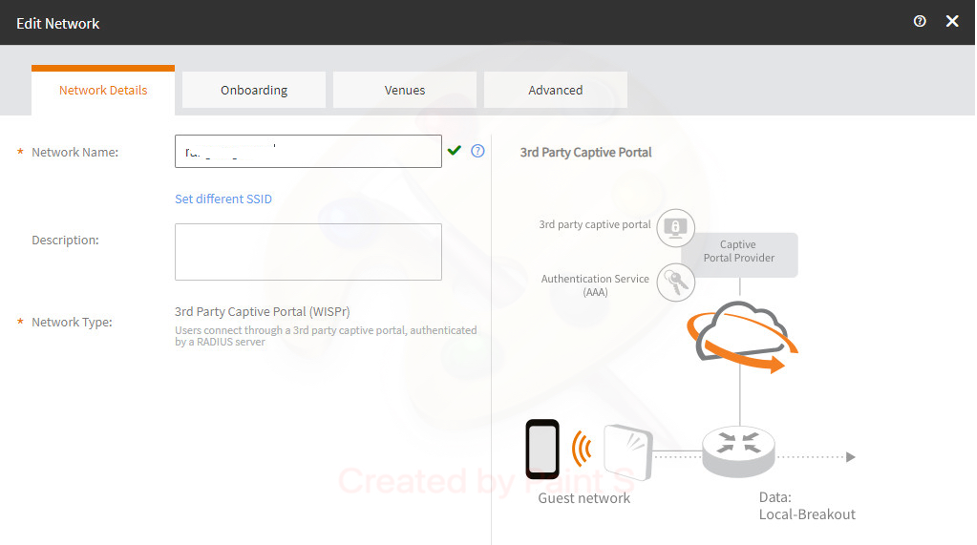 Edit Network
Network Details
Onboarding
Venues
Advanced
* Network Name:
Set different SSID
Description:
* Network Type:
3rd Party Captive Portal (WISPr)
Users connect through a 3rd party captive portal, authenticated
by a RADIUS server
3rd Party Captive Portal
3rd party captive portal
Captive
Portal Provider
Authentication Service
(AAA)
Guest network
Data:
Local-Breakout
Created by Paint S